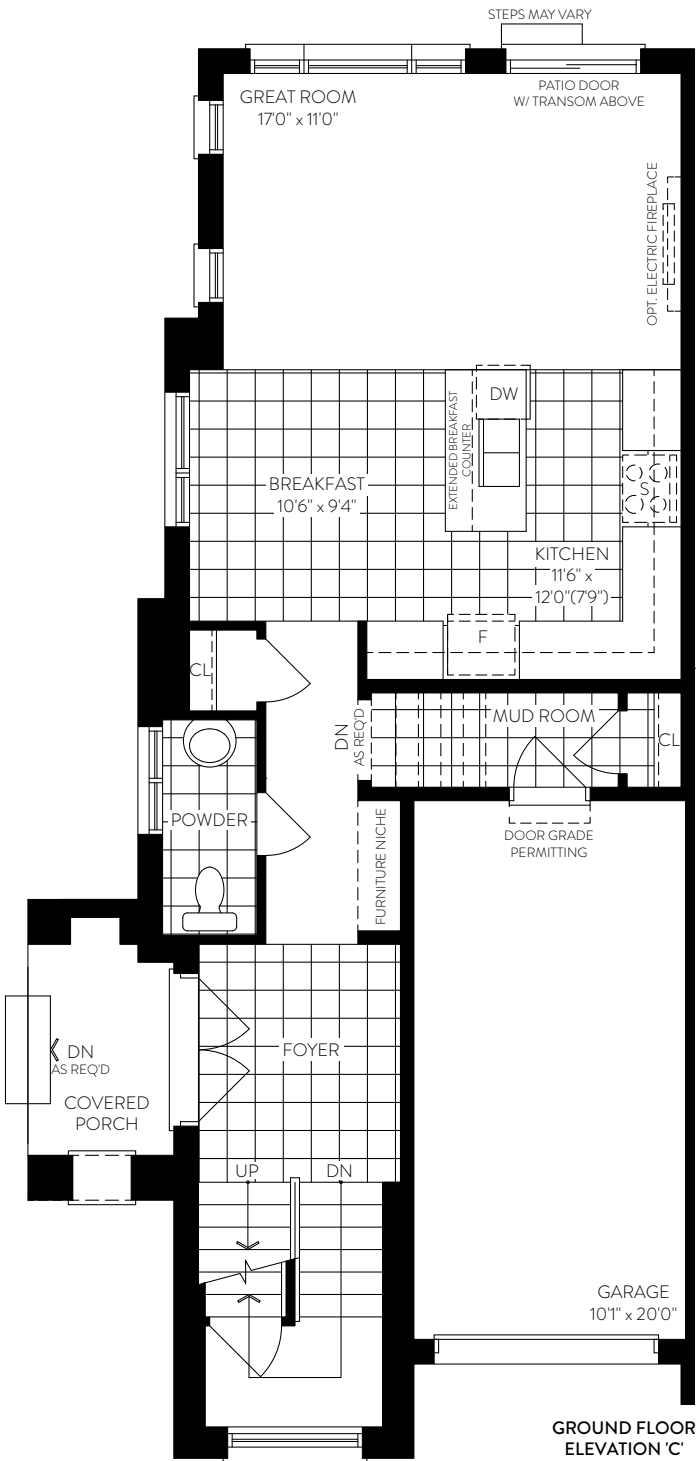 STEPS MAY VARY
PATIO DOOR
W/ TRANSOM ABOVE
GREAT ROOM
17'0" x 11'0"
OPT. ELECTRIC FIREPLACE
DW
EXTENDED BREAKFAST
COUNTER
BREAKFAST
10'6" x 9'4"
S
KITCHEN
11'6" x
12'0"(7'9")
F
CL
DN
AS REQ'D
MUD ROOM
CL
POWDER
DOOR GRADE
PERMITTING
FURNITURE NICHE
FOYER
DN
AS REQ'D
COVERED
PORCH
UP
DN
GARAGE
10'1" x 20'0"
GROUND FLOOR
ELEVATION 'C'